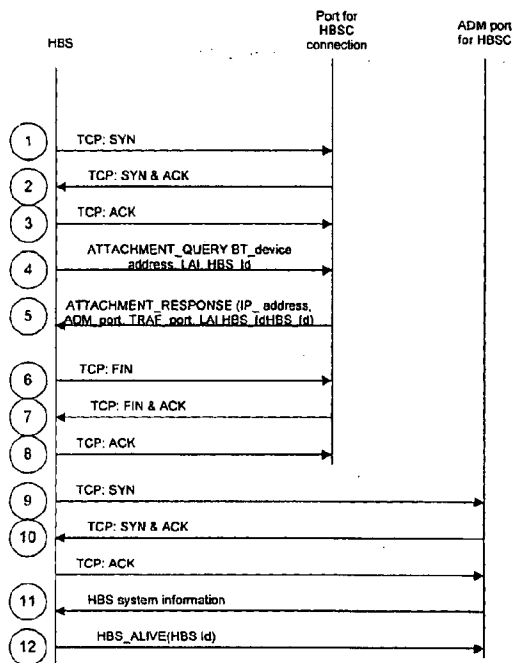 HBS
Port for
HBSC
connection
ADM port
for HBSC
1
TCP: SYN
2
TCP: SYN & ACK
3
TCP: ACK
4
ATTACHMENT_QUERY BT_device
address, LAI, HBS_Id
5
ATTACHMENT_RESPONSE (IP_ address,
ADM_port, TRAF_port, LAI,HBS_IdHBS_Id)
6
TCP: FIN
7
TCP: FIN & ACK
8
TCP: ACK
9
TCP: SYN
10
TCP: SYN & ACK
TCP: ACK
11
HBS system information
12
HBS_ALIVE(HBS Id)